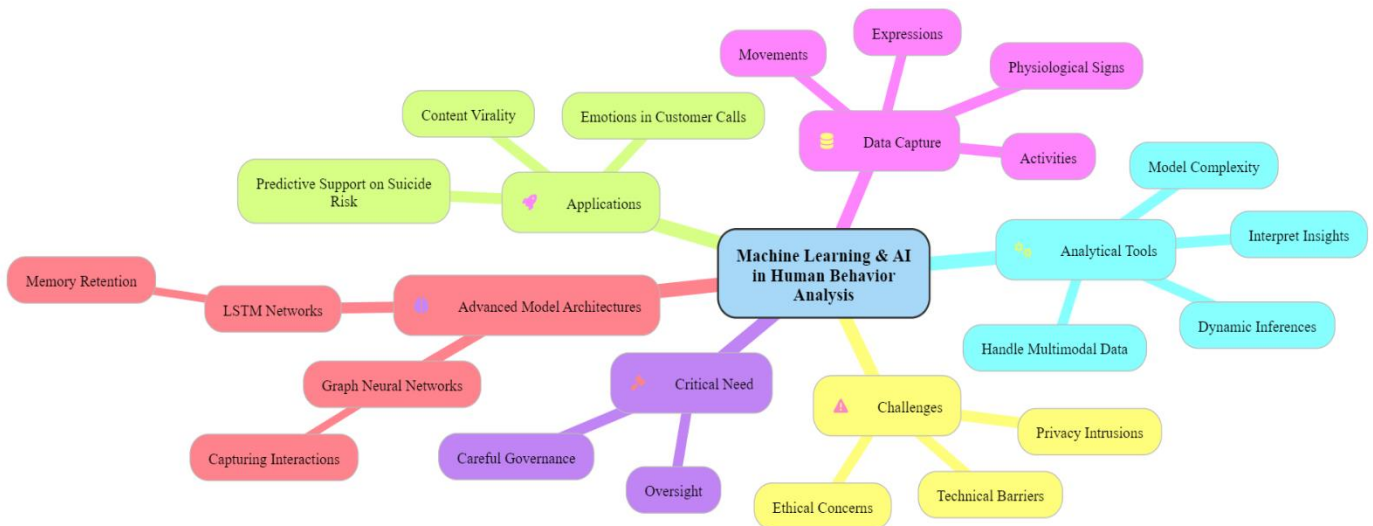 Expressions
Movements
Physiological Signs
Data Capture
Activities
Content Virality
Emotions in Customer Calls
Predictive Support on Suicide
Risk
Applications
Model Complexity
Interpret Insights
Analytical Tools
Dynamic Inferences
Handle Multimodal Data
Machine Learning & AI
in Human Behavior
Analysis
Memory Retention
LSTM Networks
Advanced Model Architectures
Graph Neural Networks
Capturing Interactions
Critical Need
Careful Governance
Oversight
Challenges
Privacy Intrusions
Technical Barriers
Ethical Concerns